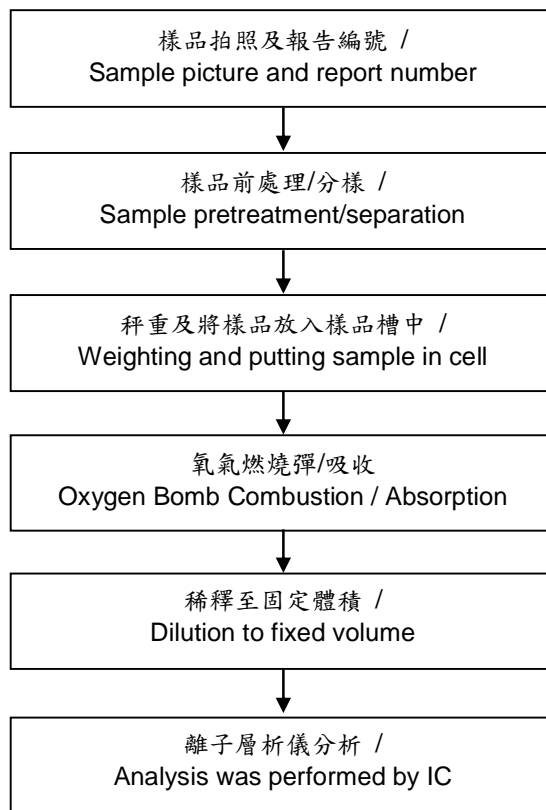 樣品拍照及報告編號 /
Sample picture and report number
樣品前處理/分樣 /
Sample pretreatment/separation
秤重及將樣品放入樣品槽中 /
Weighting and putting sample in cell
氧氣燃燒彈/吸收
Oxygen Bomb Combustion / Absorption
稀釋至固定體積 /
Dilution to fixed volume
離子層析儀分析 /
Analysis was performed by IC